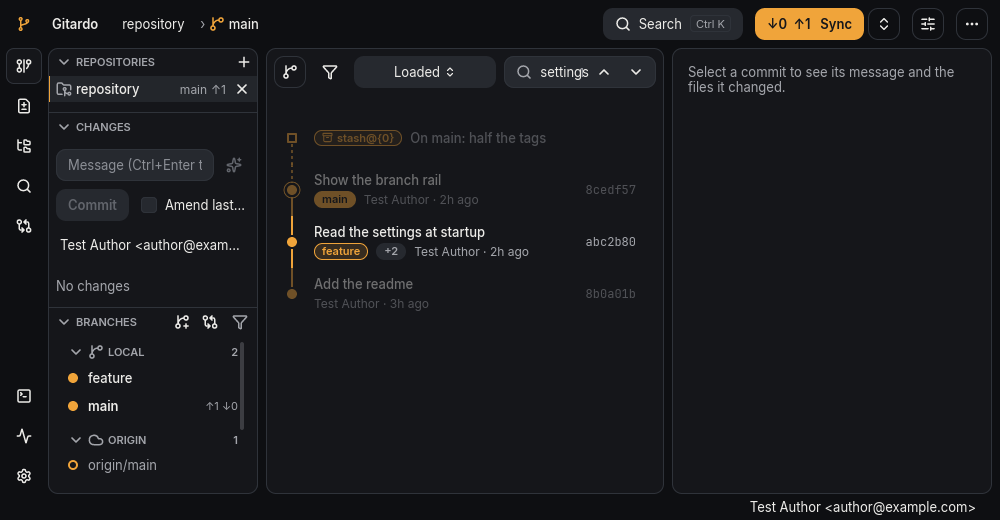 Gitardo repository › main
Search Ctrl K
↓0 ↑1 Sync
REPOSITORIES
repository main ↑1
CHANGES
Message (Ctrl+Enter t
Commit Amend last…
Test Author <author@exam…
No changes
BRANCHES
LOCAL 2
feature
main ↑1 ↓0
ORIGIN 1
origin/main
Loaded
settings
stash@{0} On main: half the tags
Show the branch rail
main Test Author · 2h ago 8cedf57
Read the settings at startup
feature +2 Test Author · 2h ago abc2b80
Add the readme
Test Author · 3h ago 8b0a01b
Select a commit to see its message and the
files it changed.
Test Author <author@example.com>